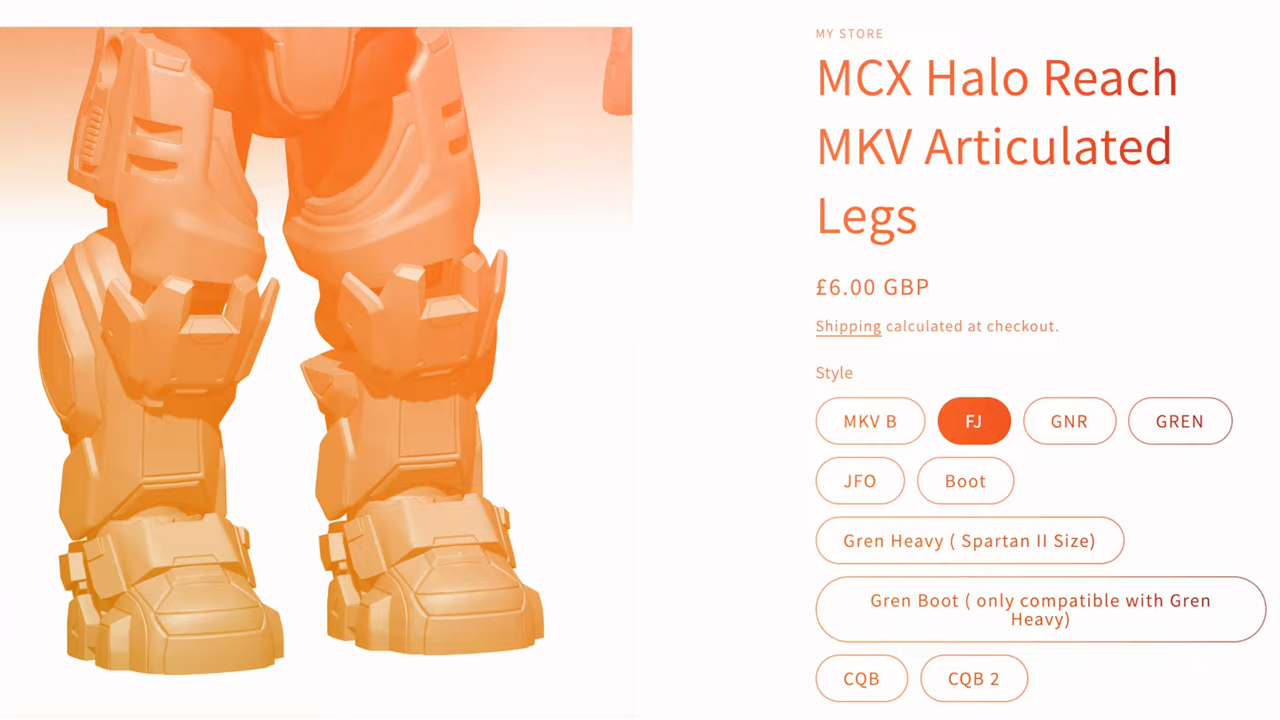 MY STORE
MCX Halo Reach
MKV Articulated
Legs
£6.00 GBP
Shipping calculated at checkout.
Style
MKV B
FJ
GNR
GREN
JFO
Boot
Gren Heavy ( Spartan II Size)
Gren Boot ( only compatible with Gren
Heavy)
CQB
CQB 2